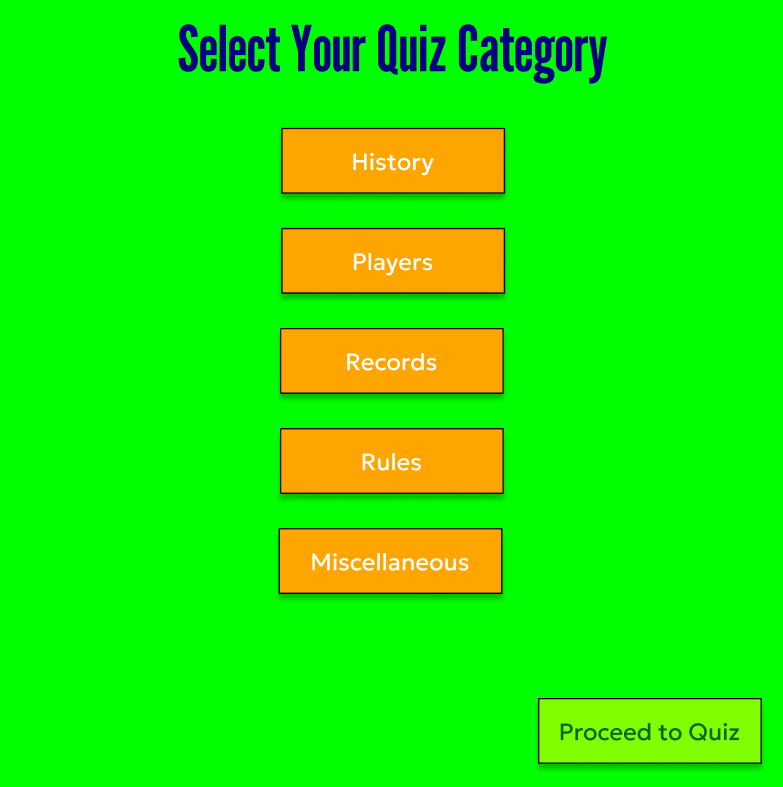 Select Your Quiz Category
History
Players
Records
Rules
Miscellaneous
Proceed to Quiz